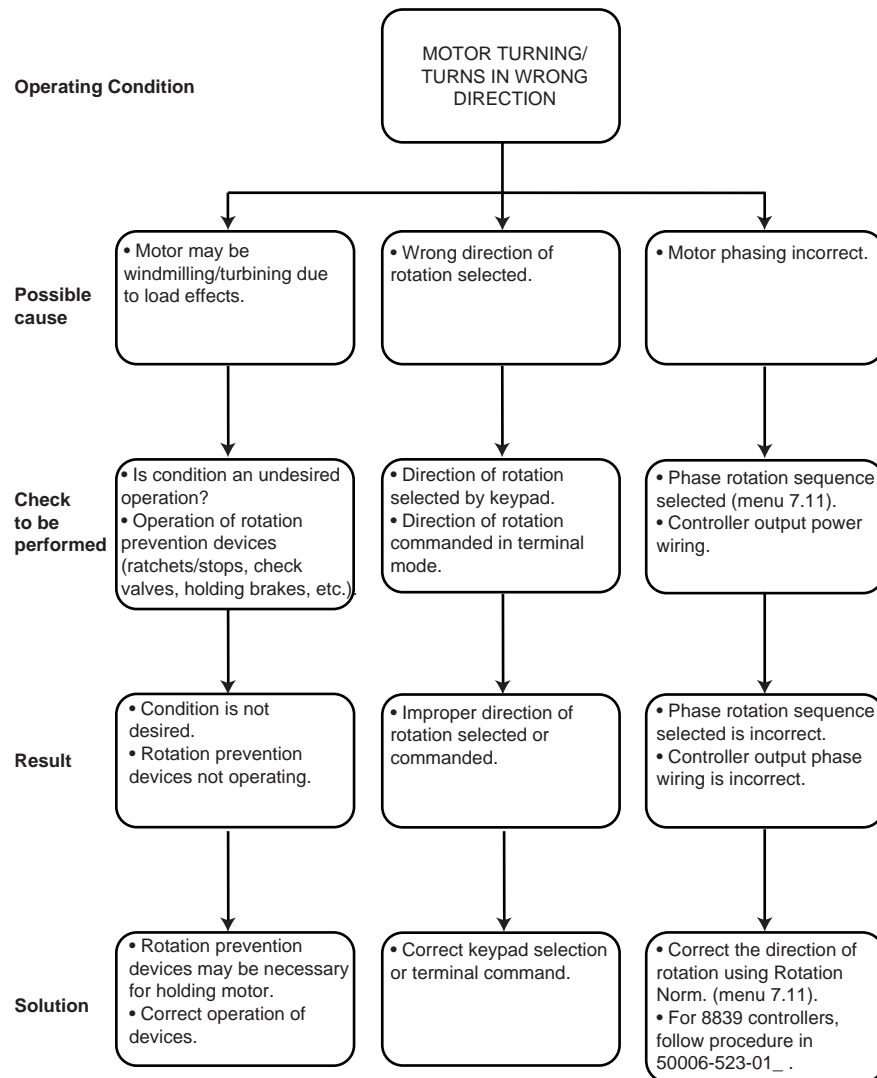 MOTOR TURNING/
TURNS IN WRONG
DIRECTION
Operating Condition
• Motor may be
windmilling/turbining due
to load effects.
• Wrong direction of
rotation selected.
• Motor phasing incorrect.
Possible
cause
• Is condition an undesired
operation?
• Operation of rotation
prevention devices
(ratchets/stops, check
valves, holding brakes, etc.).
• Direction of rotation
selected by keypad.
• Direction of rotation
commanded in terminal
mode.
• Phase rotation sequence
selected (menu 7.11).
• Controller output power
wiring.
Check
to be
performed
• Condition is not
desired.
• Rotation prevention
devices not operating.
• Improper direction of
rotation selected or
commanded.
• Phase rotation sequence
selected is incorrect.
• Controller output phase
wiring is incorrect.
Result
• Rotation prevention
devices may be necessary
for holding motor.
• Correct operation of
devices.
• Correct keypad selection
or terminal command.
• Correct the direction of
rotation using Rotation
Norm. (menu 7.11).
• For 8839 controllers,
follow procedure in
50006-523-01_ .
Solution